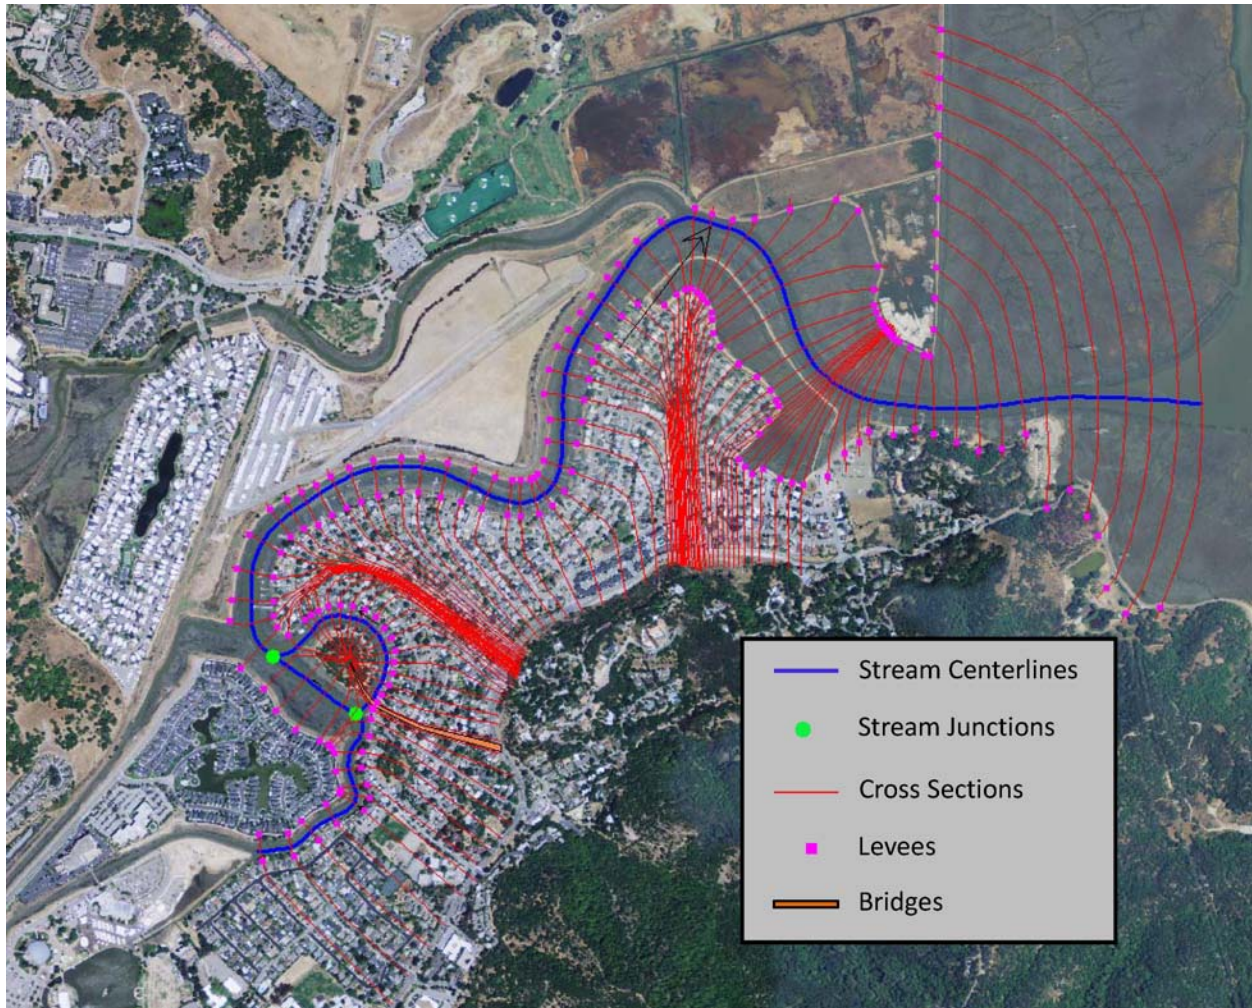 Stream Centerlines
Stream Junctions
Cross Sections
Levees
Bridges